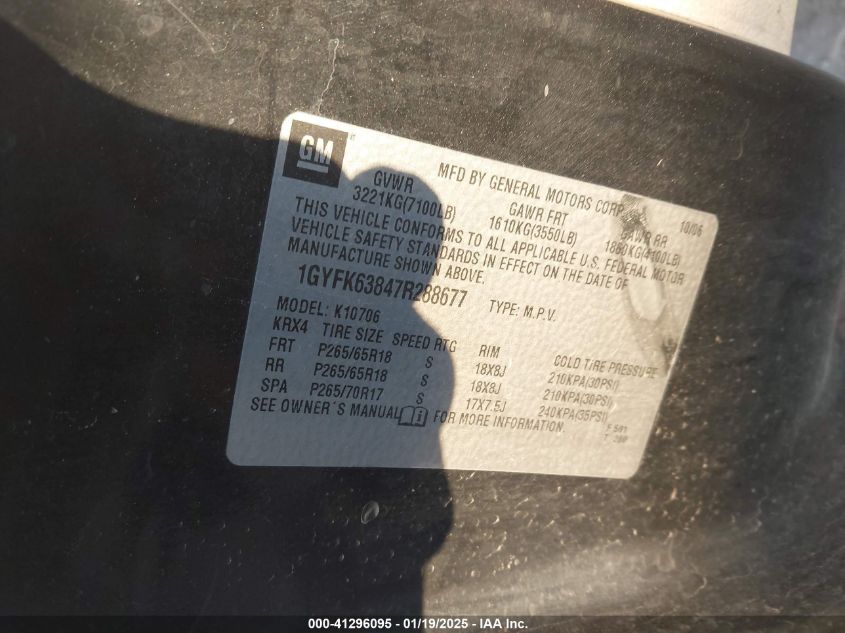 GM
MFD BY GENERAL MOTORS CORP 10/06
GVWR GAWR FRT GAWR RR
3221KG(7100LB) 1610KG(3550LB) 1860KG(4100LB)
THIS VEHICLE CONFORMS TO ALL APPLICABLE U.S. FEDERAL MOTOR
VEHICLE SAFETY STANDARDS IN EFFECT ON THE DATE OF
MANUFACTURE SHOWN ABOVE.
1GYFK63847R288677 TYPE: M.P.V.
MODEL: K10706
KRX4 TIRE SIZE SPEED RTG RIM COLD TIRE PRESSURE
FRT P265/65R18 S 18X8J 210KPA(30PSI)
RR P265/65R18 S 18X8J 210KPA(30PSI)
SPA P265/70R17 S 17X7.5J 240KPA(35PSI)
SEE OWNER´S MANUAL FOR MORE INFORMATION.
000-41296095 - 01/19/2025 - IAA Inc.